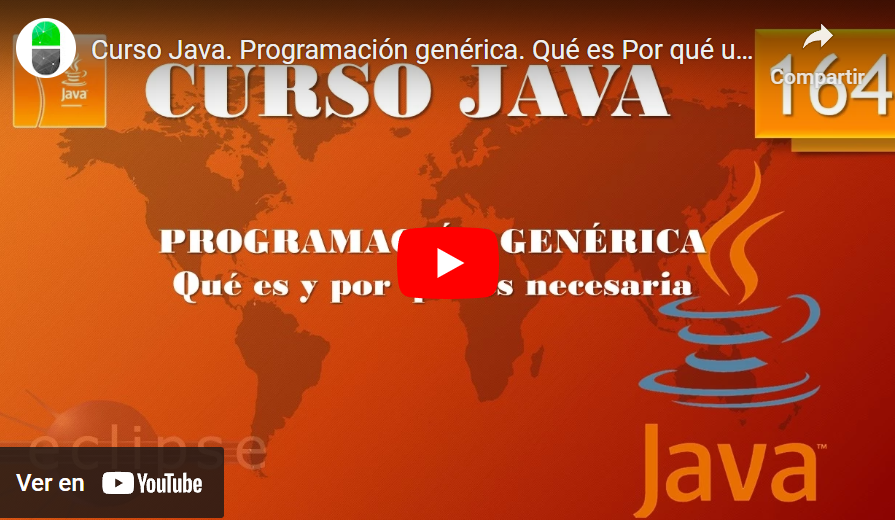 Curso Java. Programación genérica. Qué es Por qué u...
Compartir
Java
CURSO JAVA
164
GENÉRICA
Qué es y por
necesaria
eclipse
Java™
Ver en YouTube